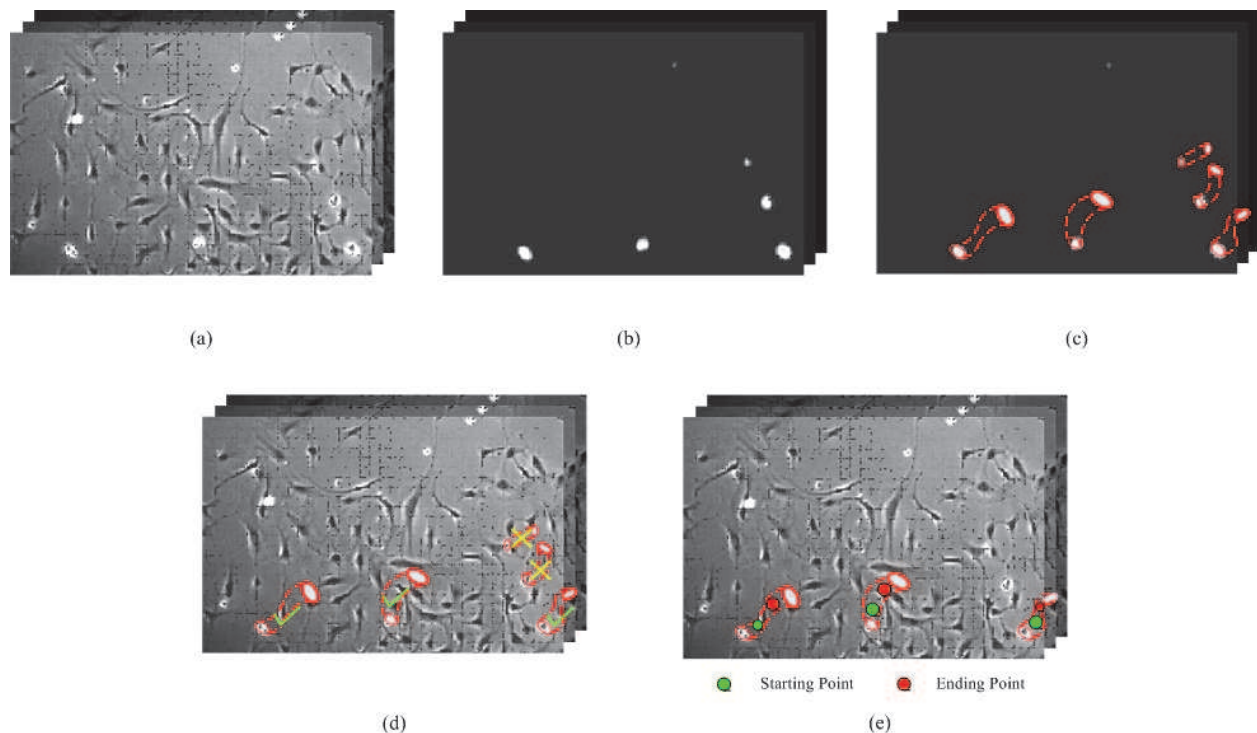 (a)
(b)
(c)
(d)
(e)
Starting Point
Ending Point